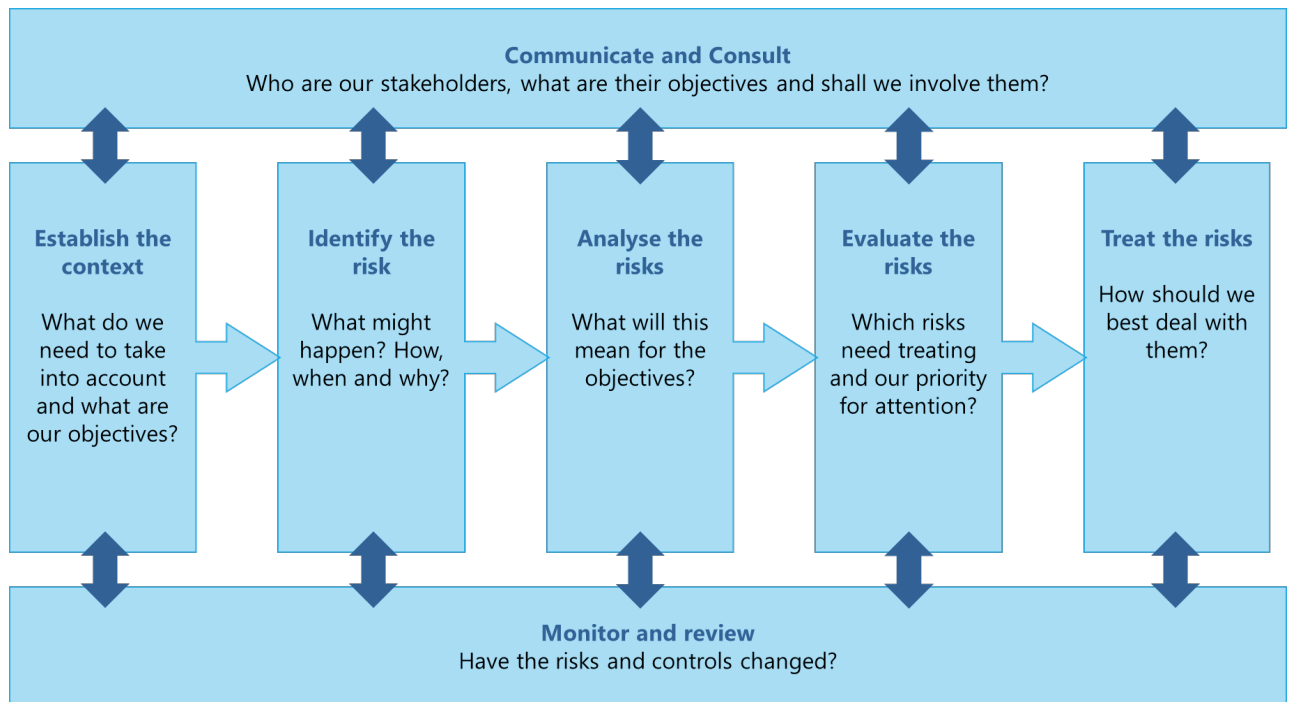 Communicate and Consult
Who are our stakeholders, what are their objectives and shall we involve them?
Establish the
context
What do we
need to take
into account
and what are
our objectives?
Identify the
risk
What might
happen? How,
when and why?
Analyse the
risks
What will this
mean for the
objectives?
Evaluate the
risks
Which risks
need treating
and our priority
for attention?
Treat the risks
How should we
best deal with
them?
Monitor and review
Have the risks and controls changed?